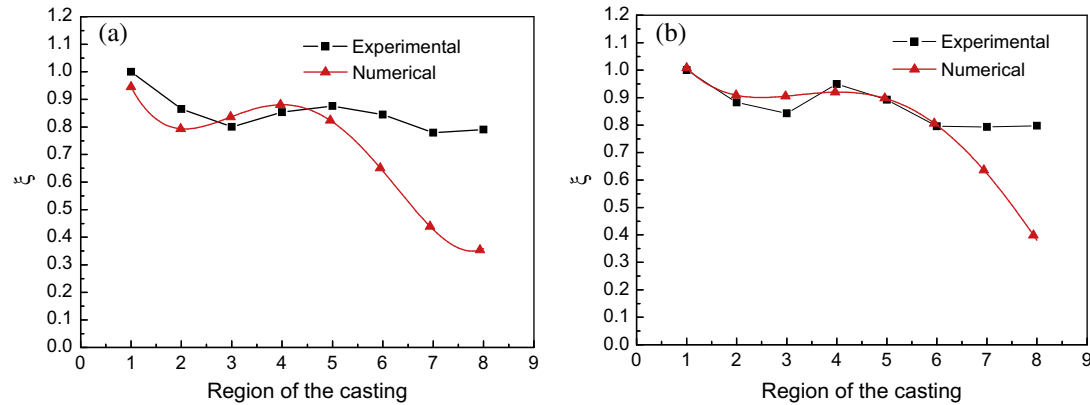 (a)
Experimental
Numerical
1.2
1.1
1.0
0.9
0.8
0.7
0.6
0.5
0.4
0.3
0.2
0.1
0.0
ξ
0 1 2 3 4 5 6 7 8 9
Region of the casting
(b)
Experimental
Numerical
1.2
1.1
1.0
0.9
0.8
0.7
0.6
0.5
0.4
0.3
0.2
0.1
0.0
ξ
0 1 2 3 4 5 6 7 8 9
Region of the casting